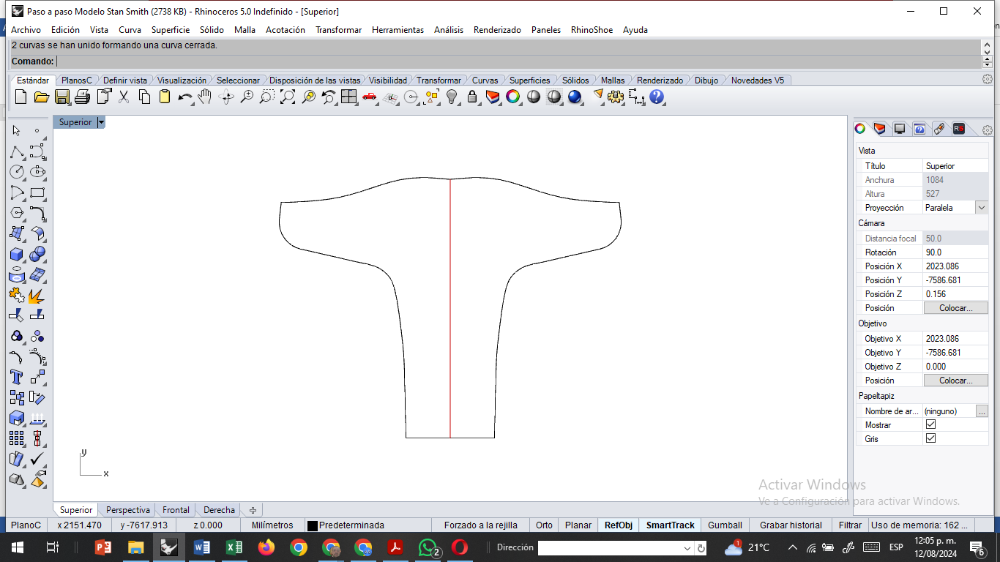 Paso a paso Modelo Stan Smith (2738 KB) - Rhinoceros 5.0 Indefinido - [Superior]
Archivo Edición Vista Curva Superficie Sólido Malla Acotación Transformar Herramientas Análisis Renderizado Paneles RhinoShoe Ayuda
2 curvas se han unido formando una curva cerrada.
Comando:
Estándar PlanosC Definir vista Visualización Seleccionar Disposición de las vistas Visibilidad Transformar Curvas Superficies Sólidos Mallas Renderizado Dibujo Novedades V5
Superior
RS
Vista
Título Superior
Anchura 1084
Altura 527
Proyección Paralela
Cámara
Distancia focal 50.0
Rotación 90.0
Posición X 2023.086
Posición Y -7586.681
Posición Z 0.156
Posición Colocar...
Objetivo
Objetivo X 2023.086
Objetivo Y -7586.681
Objetivo Z 0.000
Posición Colocar...
Papeltapiz
Nombre de ar... (ninguno) ...
Mostrar
Gris
y
x
Activar Windows
Ve a Configuración para activar Windows.
Superior Perspectiva Frontal Derecha
PlanoC x 2151.470 y -7617.913 z 0.000 Milímetros Predeterminada Forzado a la rejilla Orto Planar RefObj SmartTrack Gumball Grabar historial Filtrar Uso de memoria: 162 ...
Dirección 21°C ESP 12:05 p. m.
12/08/2024